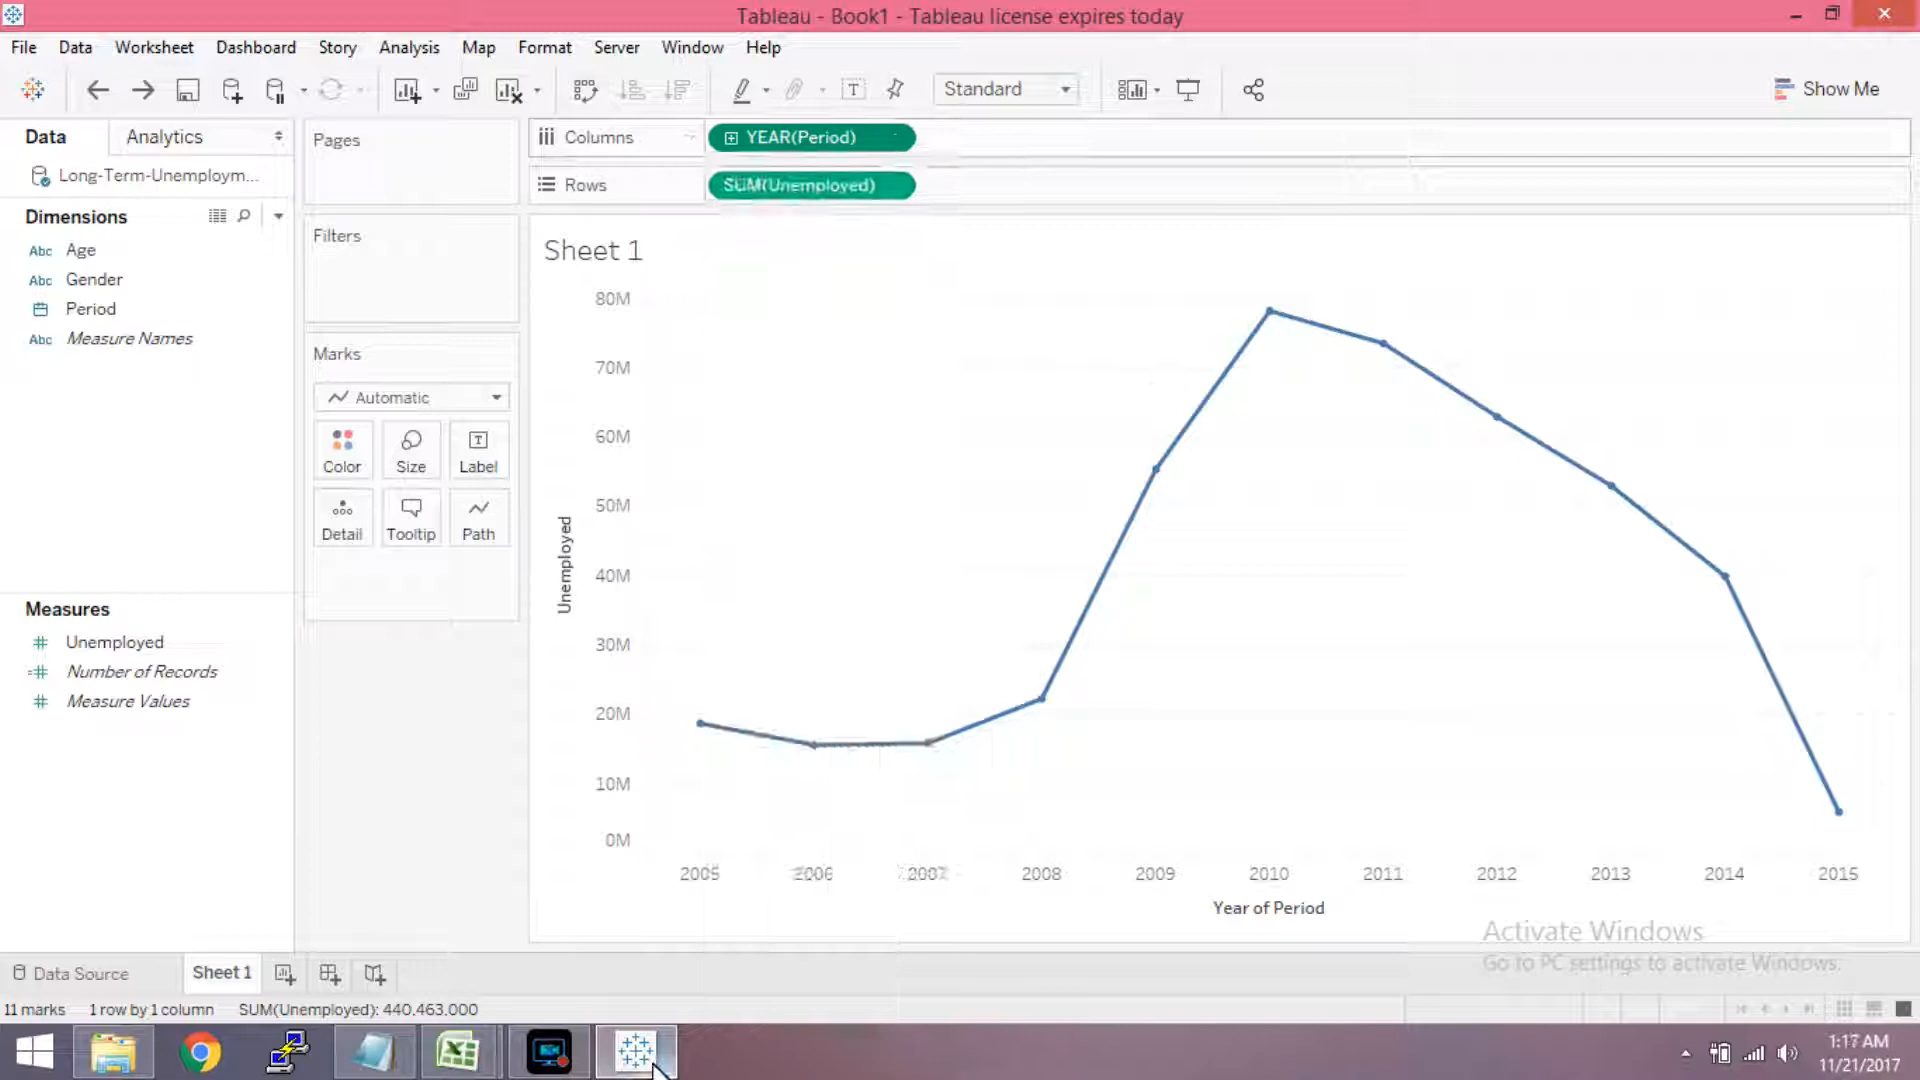 Tableau - Book1 - Tableau license expires today
File Data Worksheet Dashboard Story Analysis Map Format Server Window Help
Standard
Show Me
Data
Analytics
Pages
Columns
YEAR(Period)
Long-Term-Unemploym...
Rows
SUM(Unemployed)
Dimensions
Filters
Sheet 1
Abc Age
Abc Gender
Period
Abc Measure Names
Marks
Automatic
Color
Size
Label
Detail
Tooltip
Path
80M
70M
60M
50M
40M
30M
20M
10M
0M
Unemployed
2005 2006 2007 2008 2009 2010 2011 2012 2013 2014 2015
Year of Period
Measures
Unemployed
Number of Records
Measure Values
Activate Windows
Go to PC settings to activate Windows.
Data Source
Sheet 1
11 marks 1 row by 1 column SUM(Unemployed): 440.463.000
1:17 AM
11/21/2017